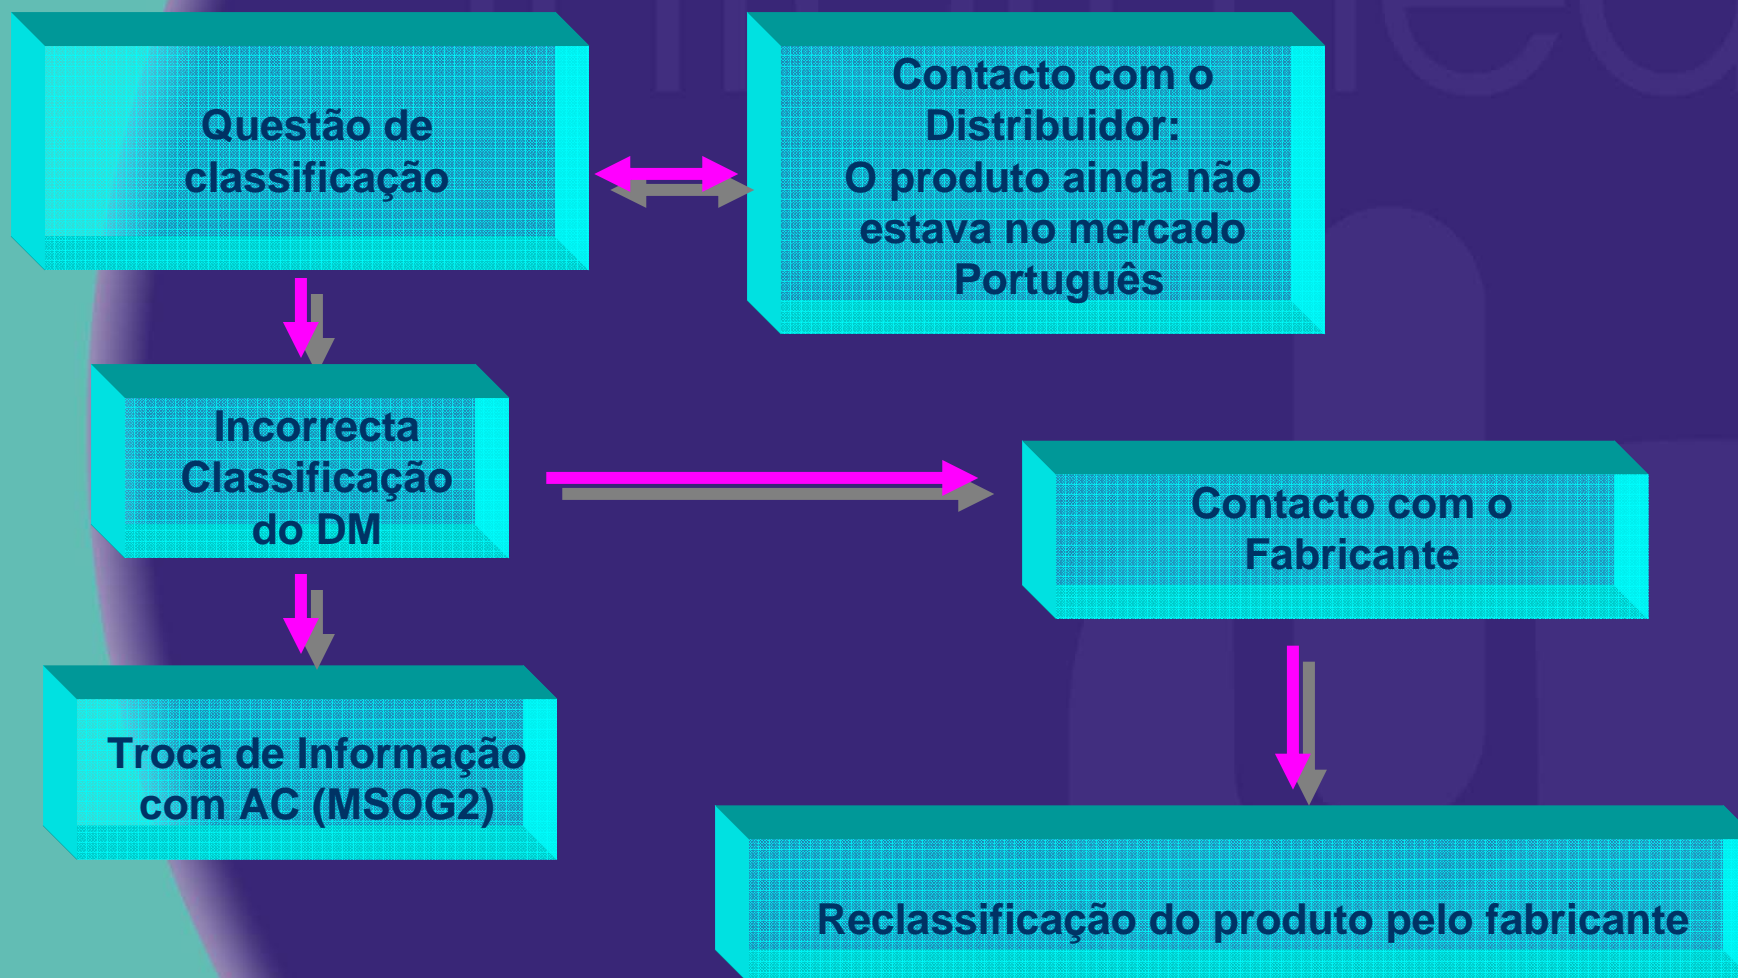 Questão de
classificação
Contacto com o
Distribuidor:
O produto ainda não
estava no mercado
Português
Incorrecta
Classificação
do DM
Contacto com o
Fabricante
Troca de Informação
com AC (MSOG2)
Reclassificação do produto pelo fabricante